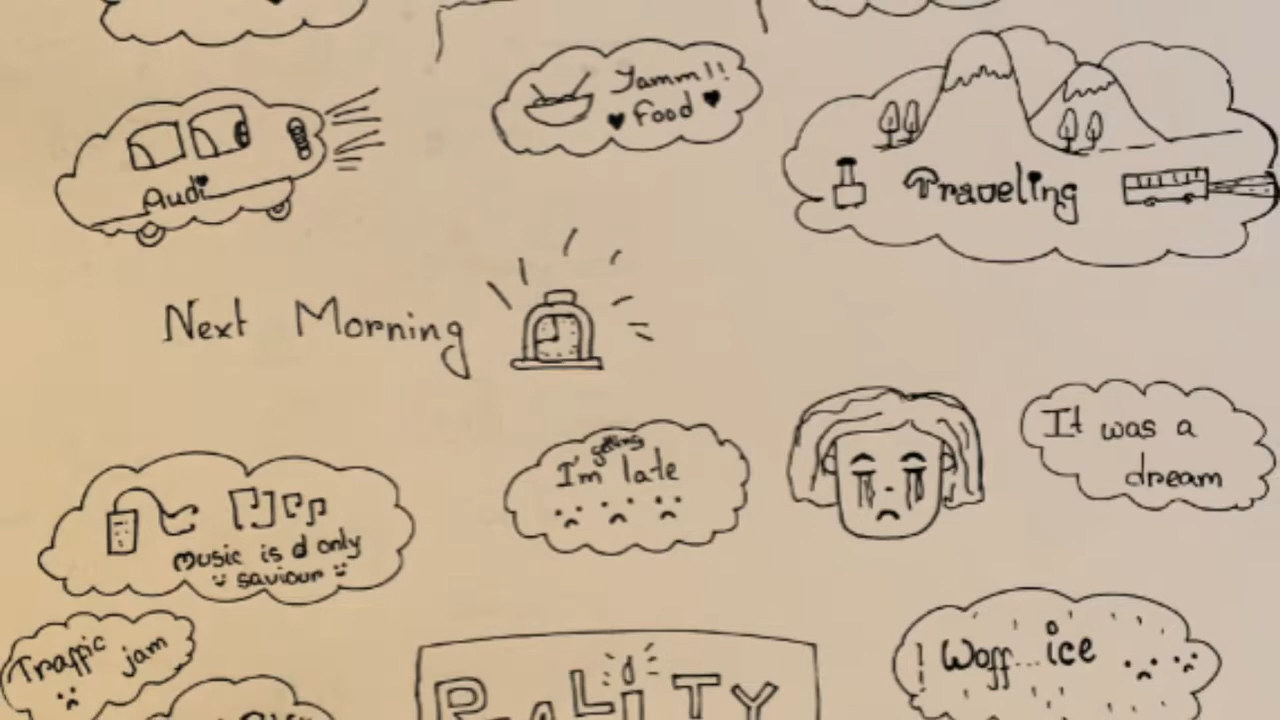 Yamm!!
Food
Audi
Traveling
Next Morning
getting
I'm late
It was a
dream
Music is d only
saviour
Traffic jam
Woff... ice
REALITY